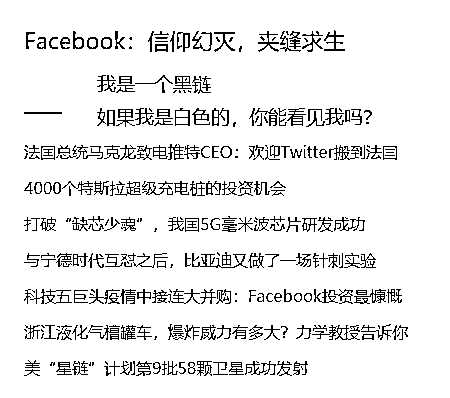 Facebook：信仰幻灭，夹缝求生
我是一个黑链
如果我是白色的，你能看见我吗？
法国总统马克龙致电推特CEO：欢迎Twitter搬到法国
4000个特斯拉超级充电桩的投资机会
打破“缺芯少魂”，我国5G毫米波芯片研发成功
与宁德时代互怼之后，比亚迪又做了一场针刺实验
科技五巨头疫情中接连大并购：Facebook投资最慷慨
浙江液化气槽罐车，爆炸威力有多大？力学教授告诉你
美“星链”计划第9批58颗卫星成功发射